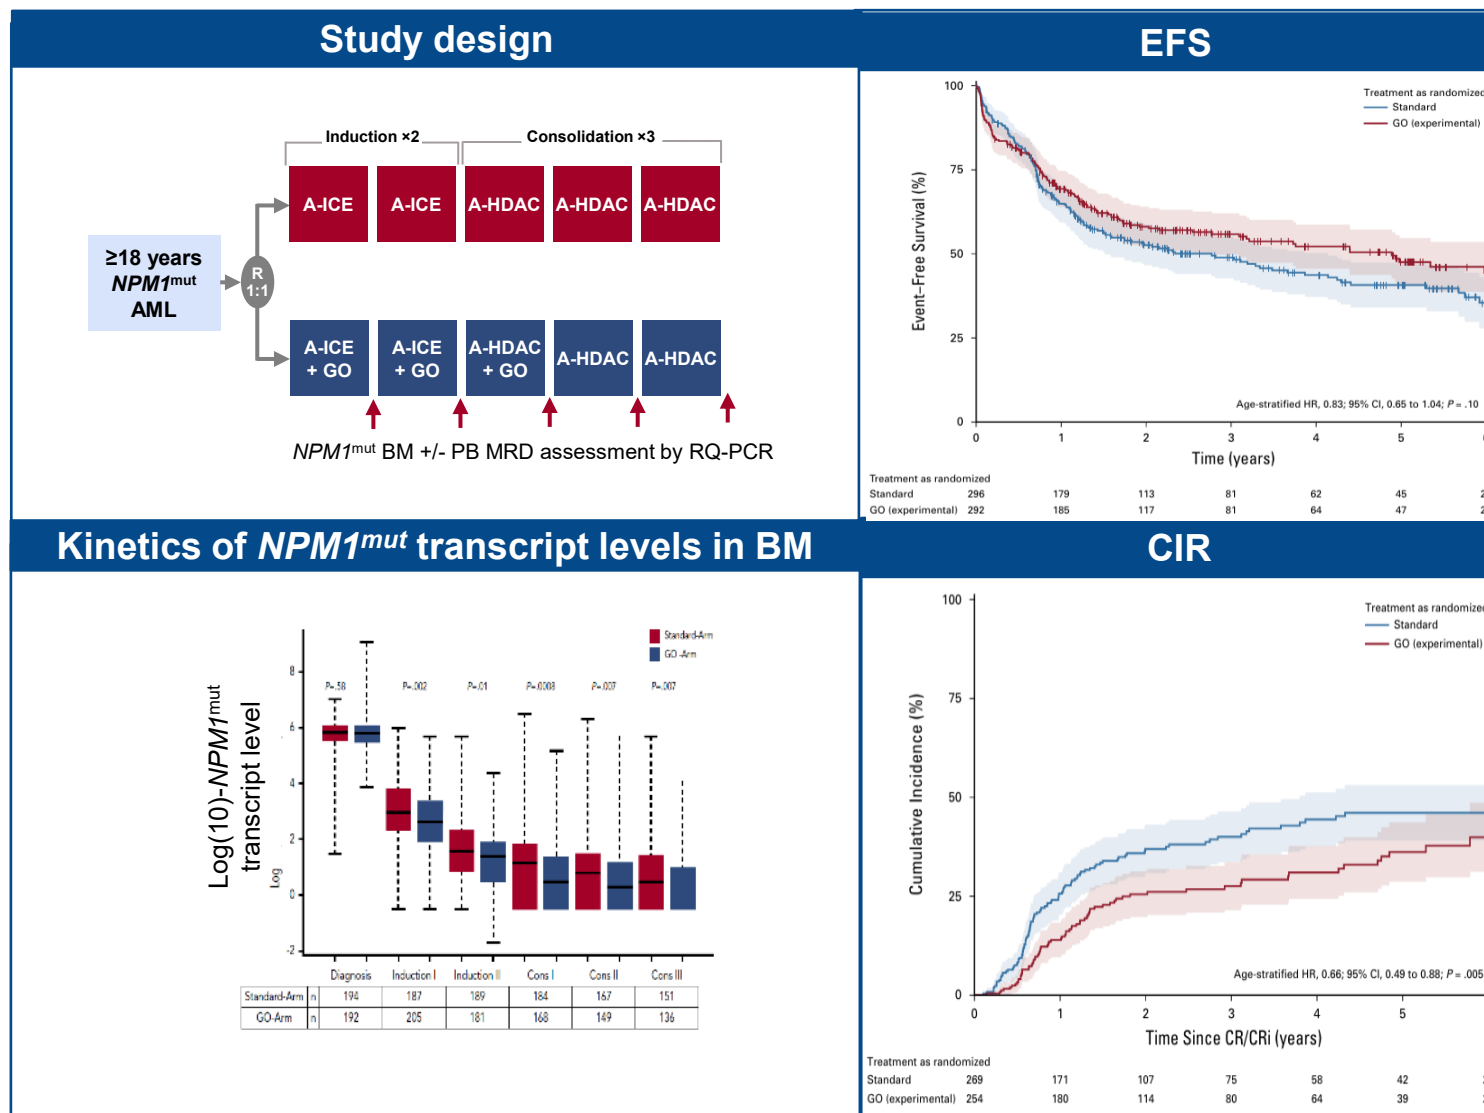 Study design
Induction ×2
Consolidation ×3
A-ICE
A-ICE
A-HDAC
A-HDAC
A-HDAC
≥18 years
NPM1mut
AML
R
1:1
A-ICE
+ GO
A-ICE
+ GO
A-HDAC
+ GO
A-HDAC
A-HDAC
NPM1mut BM +/- PB MRD assessment by RQ-PCR
EFS
100
75
50
25
0
Event–Free Survival (%)
Treatment as randomized
Standard
GO (experimental)
Age-stratified HR, 0.83; 95% CI, 0.65 to 1.04; P = .10
0 1 2 3 4 5
Time (years)
Treatment as randomized
Standard 296 179 113 81 62 45 2
GO (experimental) 292 185 117 81 64 47 2
Kinetics of NPM1mut transcript levels in BM
Log(10)-NPM1mut
transcript level
Log
8
6
4
2
0
-2
Standard-Arm
GO -Arm
P=.58 P=.002 P=.01 P=.0008 P=.007 P=.007
Diagnosis Induction I Induction II Cons I Cons II Cons III
Standard-Arm n 194 187 189 184 167 151
GO-Arm n 192 205 181 168 149 136
CIR
100
75
50
25
0
Cumulative Incidence (%)
Treatment as randomized
Standard
GO (experimental)
Age-stratified HR, 0.66; 95% CI, 0.49 to 0.88; P = .005
0 1 2 3 4 5
Time Since CR/CRi (years)
Treatment as randomized
Standard 269 171 107 75 58 42
GO (experimental) 254 180 114 80 64 39